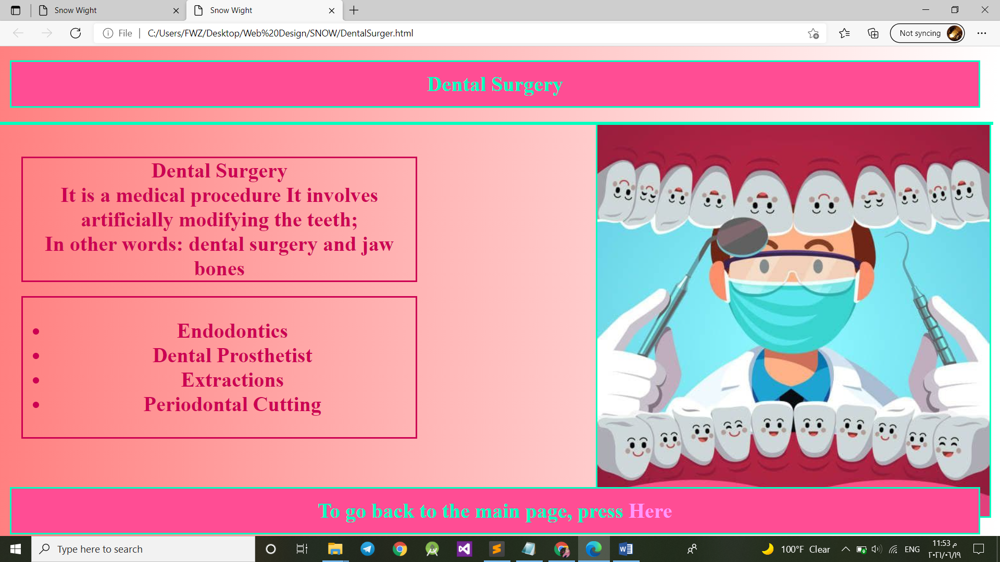 Snow Wight
Snow Wight
File
C:/Users/FWZ/Desktop/Web%20Design/SNOW/DentalSurger.html
Not syncing
Dental Surgery
Dental Surgery
It is a medical procedure It involves
artificially modifying the teeth;
In other words: dental surgery and jaw
bones
Endodontics
Dental Prosthetist
Extractions
Periodontal Cutting
To go back to the main page, press Here
Type here to search
100°F Clear
ENG
11:53 م
٢٠٢١/٠٦/١٩